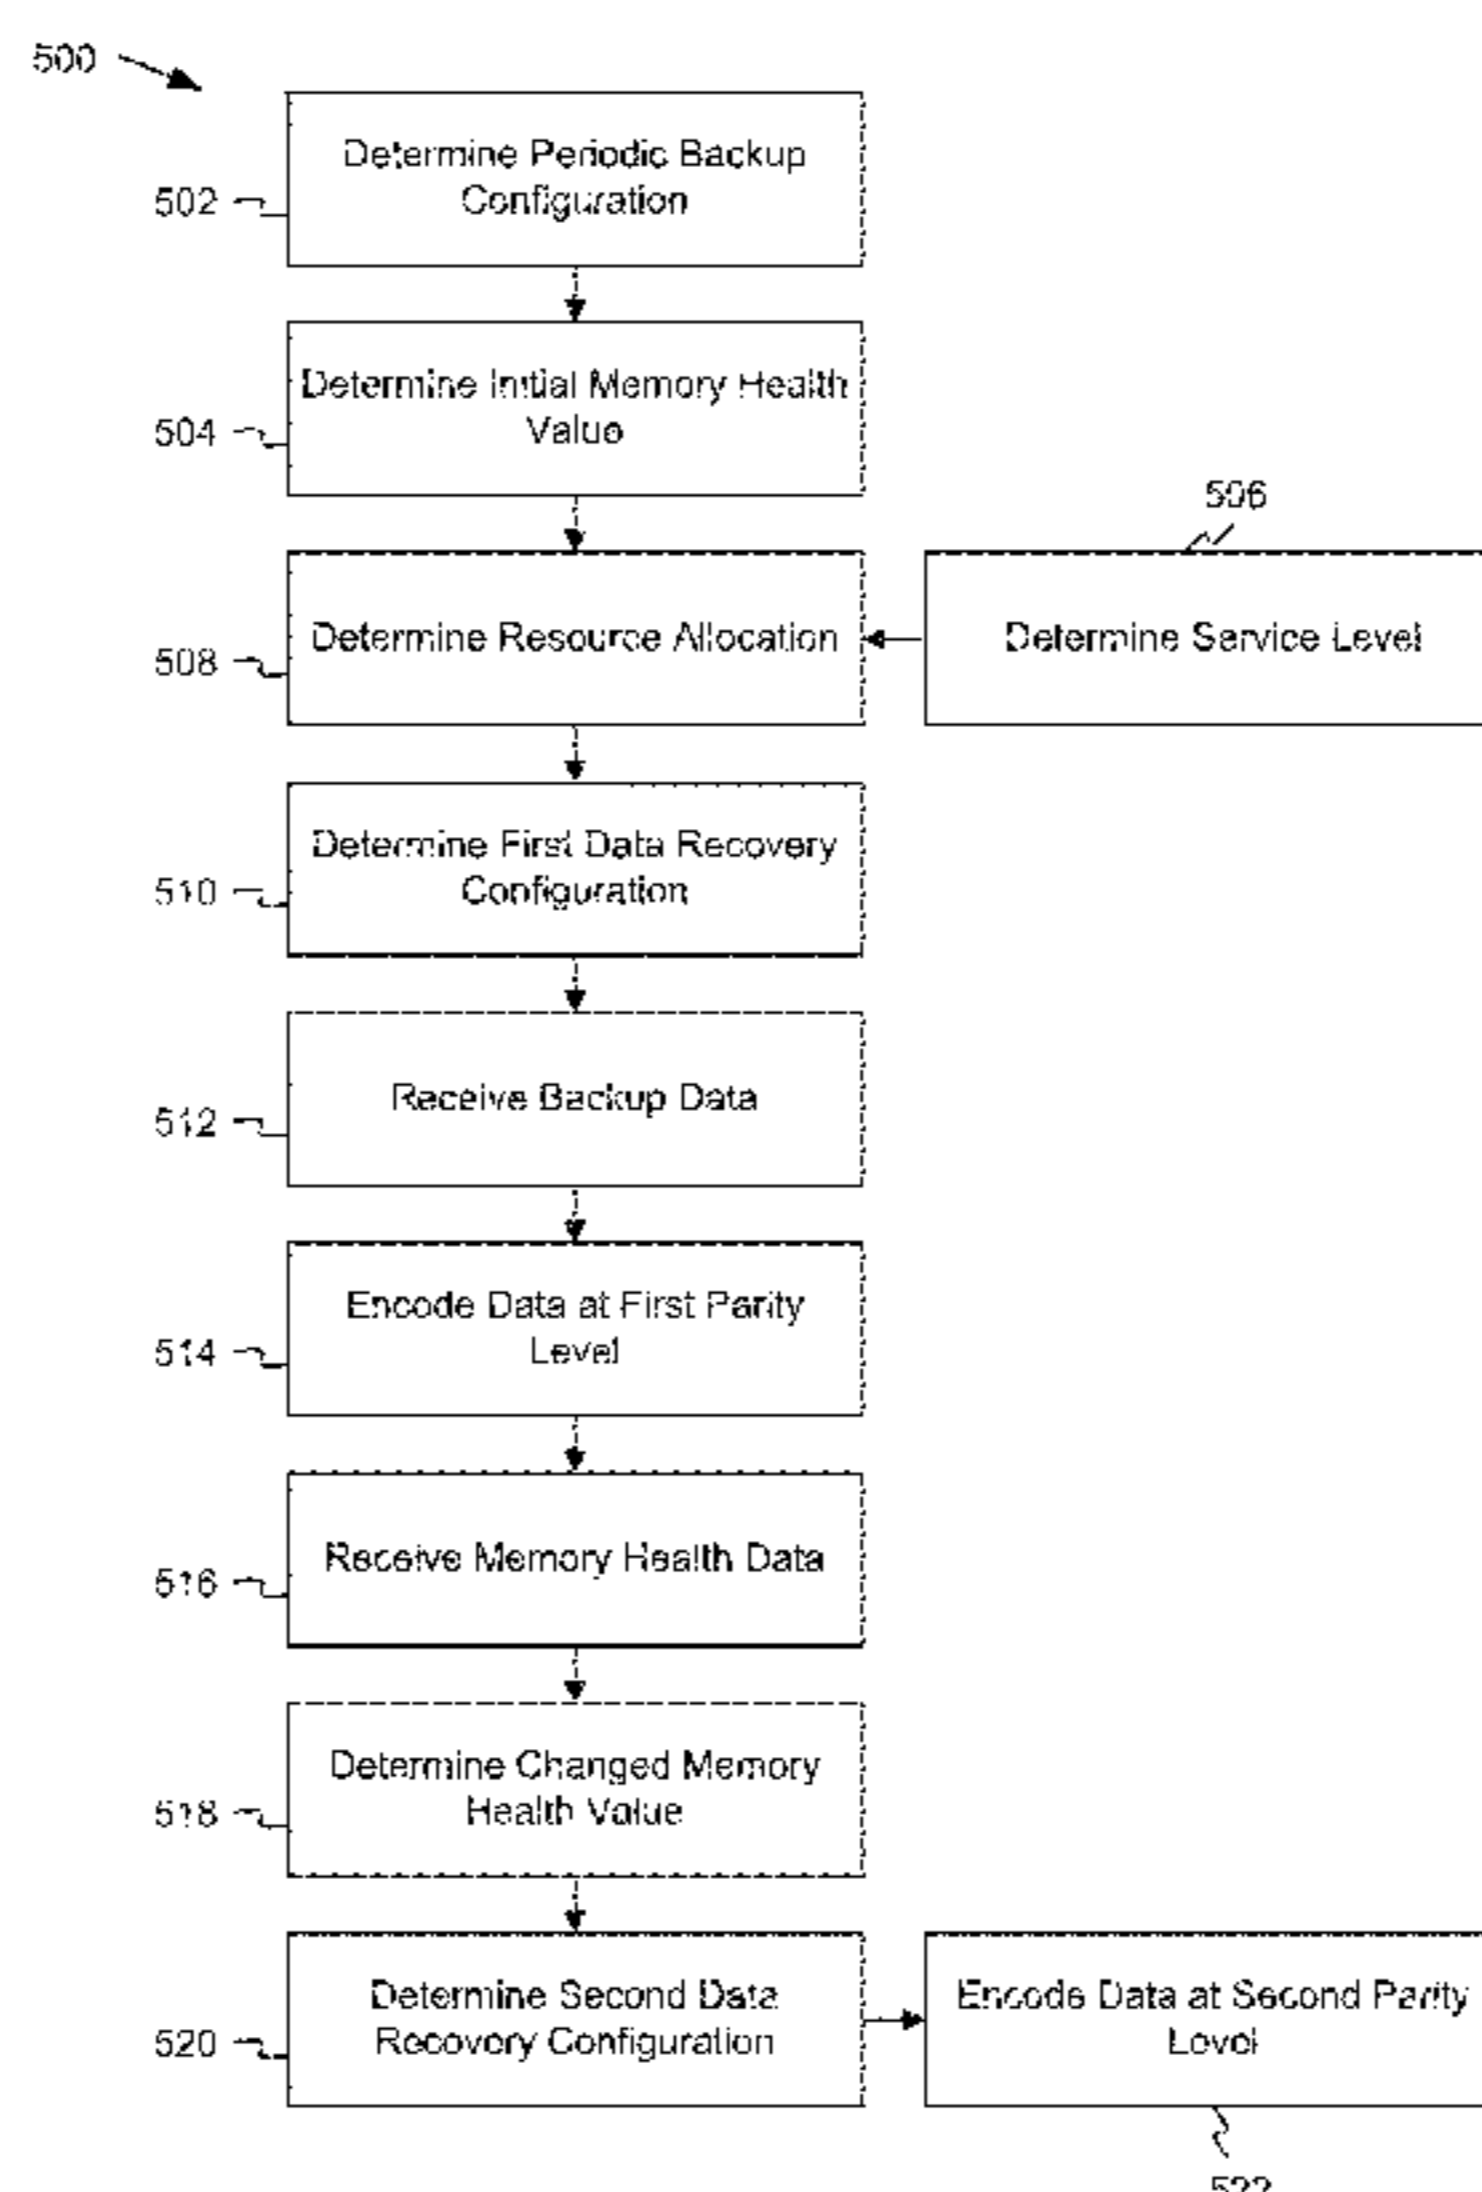 500
Determine Periodic Backup
Configuration
502
Determine Initial Memory Health
Value
504
506
Determine Resource Allocation
Determine Service Level
508
Determine First Data Recovery
Configuration
510
Receive Backup Data
512
Encode Data at First Parity
Level
514
Receive Memory Health Data
516
Determine Changed Memory
Health Value
518
Determine Second Data
Recovery Configuration
520
Encode Data at Second Parity
Level
522